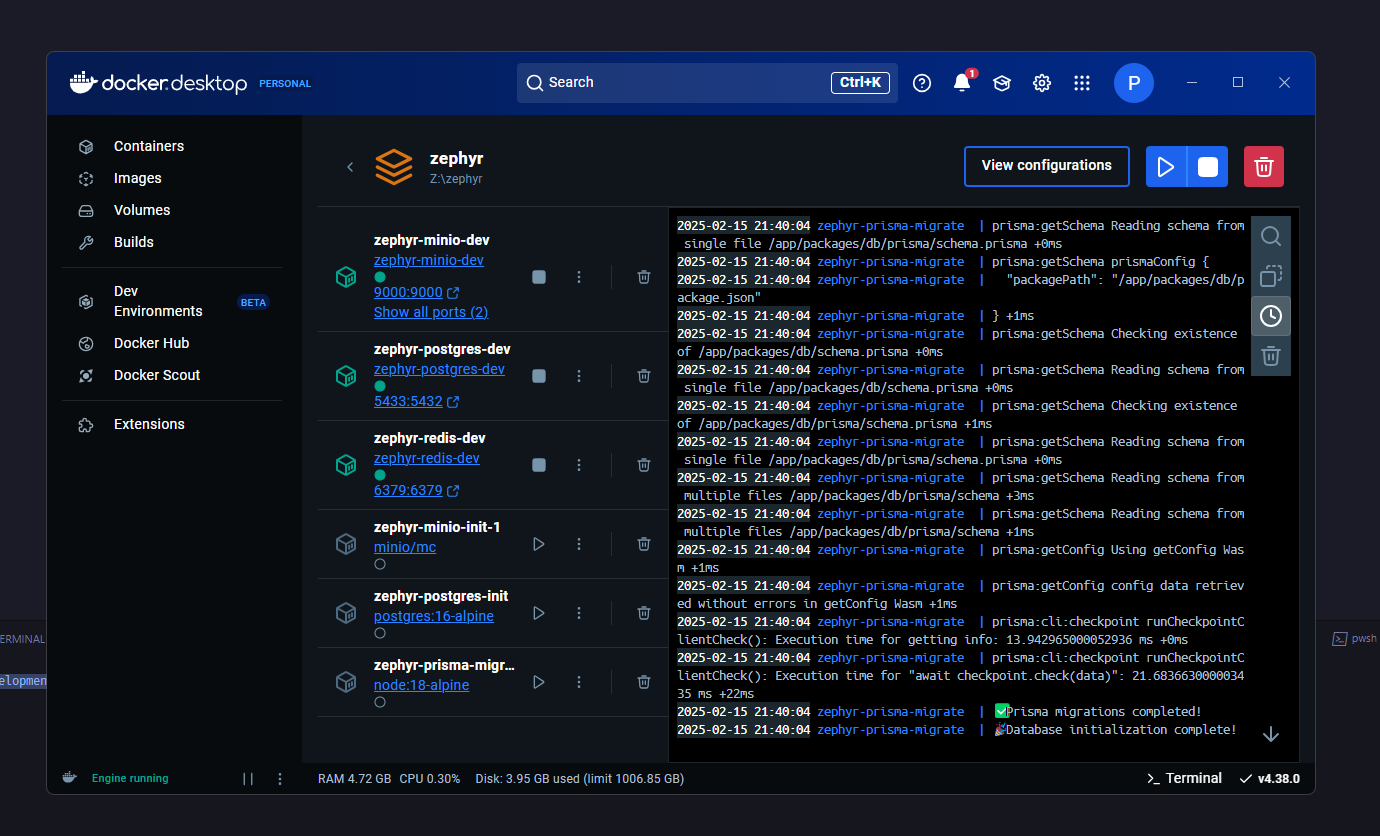 docker desktop PERSONAL
Search
Ctrl+K
1
P
Containers
Images
Volumes
Builds
Dev
Environments
BETA
Docker Hub
Docker Scout
Extensions
zephyr
Z:\zephyr
View configurations
zephyr-minio-dev
zephyr-minio-dev
9000:9000
Show all ports (2)
zephyr-postgres-dev
zephyr-postgres-dev
5433:5432
zephyr-redis-dev
zephyr-redis-dev
6379:6379
zephyr-minio-init-1
minio/mc
zephyr-postgres-init
postgres:16-alpine
zephyr-prisma-migr...
node:18-alpine
2025-02-15 21:40:04 zephyr-prisma-migrate | prisma:getSchema Reading schema from
single file /app/packages/db/prisma/schema.prisma +0ms
2025-02-15 21:40:04 zephyr-prisma-migrate | prisma:getSchema prismaConfig {
2025-02-15 21:40:04 zephyr-prisma-migrate | "packagePath": "/app/packages/db/p
ackage.json"
2025-02-15 21:40:04 zephyr-prisma-migrate | } +1ms
2025-02-15 21:40:04 zephyr-prisma-migrate | prisma:getSchema Checking existence
of /app/packages/db/schema.prisma +0ms
2025-02-15 21:40:04 zephyr-prisma-migrate | prisma:getSchema Reading schema from
single file /app/packages/db/schema.prisma +0ms
2025-02-15 21:40:04 zephyr-prisma-migrate | prisma:getSchema Checking existence
of /app/packages/db/prisma/schema.prisma +1ms
2025-02-15 21:40:04 zephyr-prisma-migrate | prisma:getSchema Reading schema from
single file /app/packages/db/prisma/schema.prisma +0ms
2025-02-15 21:40:04 zephyr-prisma-migrate | prisma:getSchema Reading schema from
multiple files /app/packages/db/prisma/schema +3ms
2025-02-15 21:40:04 zephyr-prisma-migrate | prisma:getSchema Reading schema from
multiple files /app/packages/db/prisma/schema +1ms
2025-02-15 21:40:04 zephyr-prisma-migrate | prisma:getConfig Using getConfig Was
m +1ms
2025-02-15 21:40:04 zephyr-prisma-migrate | prisma:getConfig config data retriev
ed without errors in getConfig Wasm +1ms
2025-02-15 21:40:04 zephyr-prisma-migrate | prisma:cli:checkpoint runCheckpointC
lientCheck(): Execution time for getting info: 13.942965000052936 ms +0ms
2025-02-15 21:40:04 zephyr-prisma-migrate | prisma:cli:checkpoint runCheckpointC
lientCheck(): Execution time for "await checkpoint.check(data)": 21.6836630000034
35 ms +22ms
2025-02-15 21:40:04 zephyr-prisma-migrate | ✅Prisma migrations completed!
2025-02-15 21:40:04 zephyr-prisma-migrate | 🎉Database initialization complete!
ERMINAL
elopmen
pwsh
Engine running
RAM 4.72 GB CPU 0.30% Disk: 3.95 GB used (limit 1006.85 GB)
Terminal
v4.38.0